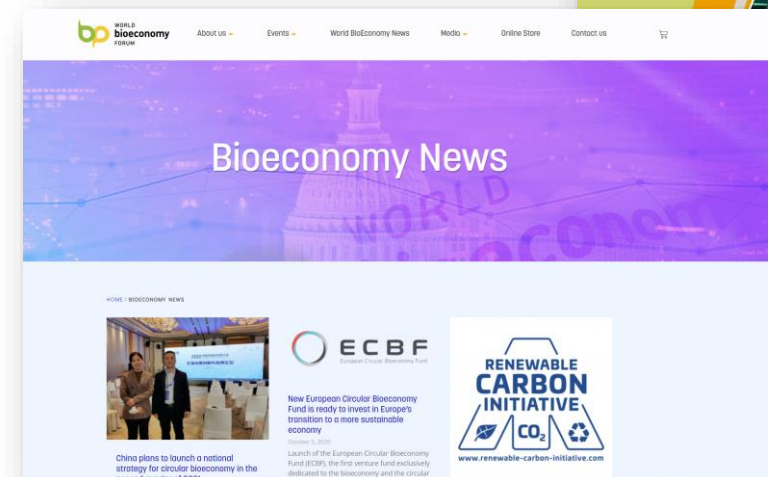 WORLD
bioeconomy
FORUM
About us
Events
World BioEconomy News
Media
Online Store
Contact us
Bioeconomy News
WORLD
HOME / BIOECONOMY NEWS
ECBF
European Circular Bioeconomy Fund
RENEWABLE
CARBON
INITIATIVE
CO2
www.renewable-carbon-initiative.com
New European Circular Bioeconomy
Fund is ready to invest in Europe's
transition to a more sustainable
economy
October 5, 2020
Launch of the European Circular Bioeconomy
Fund (ECBF), the first venture fund exclusively
dedicated to the bioeconomy and the circular
China plans to launch a national
strategy for circular bioeconomy in the